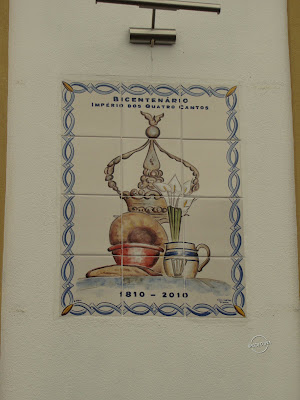 BICENTENÁRIO
IMPÉRIO DOS QUATRO CANTOS
1810 - 2010